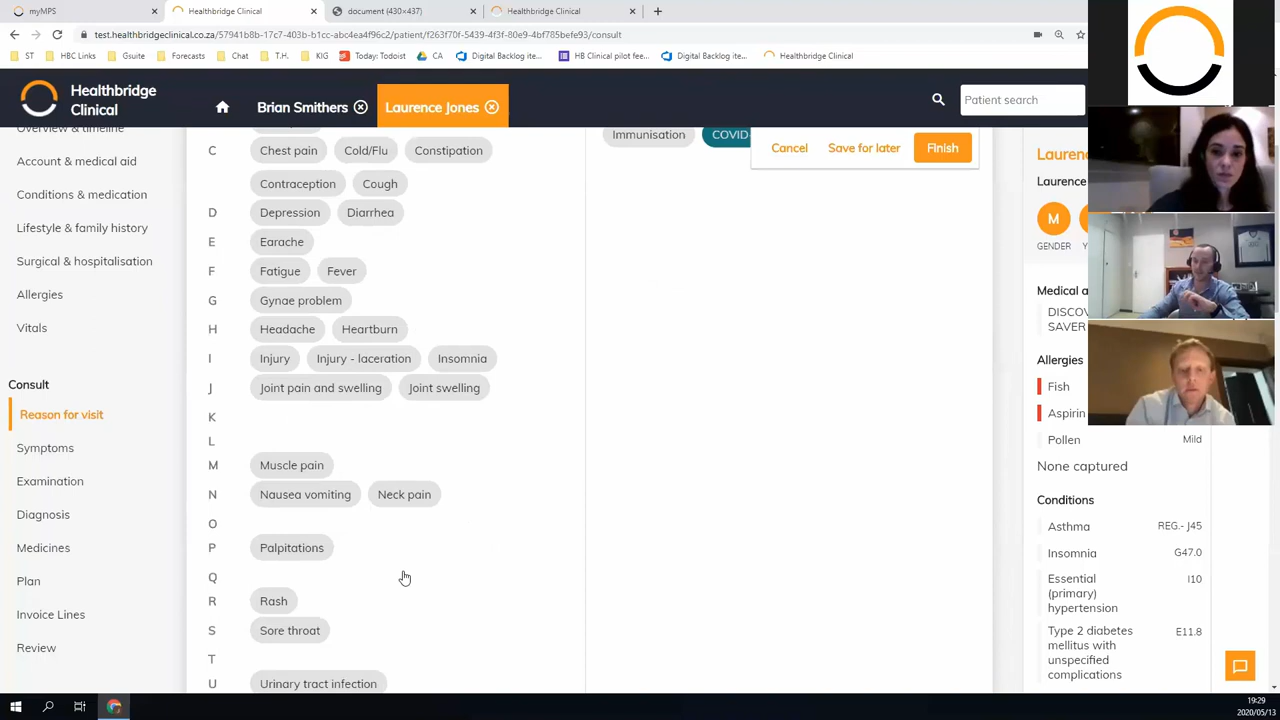 myMPS
Healthbridge Clinical
document (430×437)
Healthbridge Clinical
test.healthbridgeclinical.co.za/57941b8b-17c7-403b-b1cc-abc4ea4f96c2/patient/f263f70f-5439-4f3f-80e9-4bf785befe93/consult
ST
HBC Links
Gsuite
Forecasts
Chat
T.H.
KIG
Today: Todoist
CA
Digital Backlog ite...
HB Clinical pilot fee...
Digital Backlog ite...
Healthbridge Clinical
Healthbridge
Clinical
Brian Smithers
Laurence Jones
Patient search
Overview & timeline
Account & medical aid
Conditions & medication
Lifestyle & family history
Surgical & hospitalisation
Allergies
Vitals
Consult
Reason for visit
Symptoms
Examination
Diagnosis
Medicines
Plan
Invoice Lines
Review
C Chest pain Cold/Flu Constipation
Contraception Cough
D Depression Diarrhea
E Earache
F Fatigue Fever
G Gynae problem
H Headache Heartburn
I Injury Injury - laceration Insomnia
J Joint pain and swelling Joint swelling
K
L
M Muscle pain
N Nausea vomiting Neck pain
O
P Palpitations
Q
R Rash
S Sore throat
T
U Urinary tract infection
Immunisation COVID
Cancel Save for later Finish
Laurenc
Laurence
M
GENDER Y
Medical a
DISCOV
SAVER
Allergies
Fish
Aspirin
Pollen Mild
None captured
Conditions
Asthma REG.- J45
Insomnia G47.0
Essential I10
(primary)
hypertension
Type 2 diabetes E11.8
mellitus with
unspecified
complications
19:29
2020/05/13